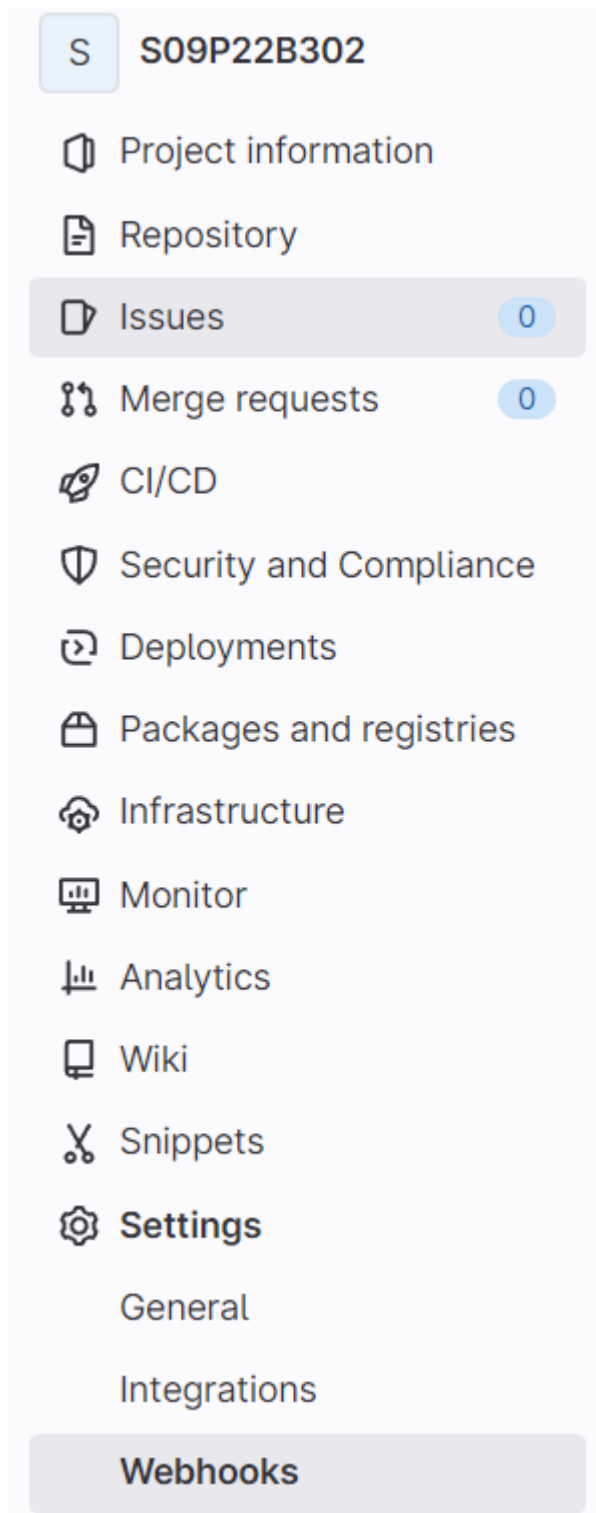 S S09P22B302
Project information
Repository
Issues 0
Merge requests 0
CI/CD
Security and Compliance
Deployments
Packages and registries
Infrastructure
Monitor
Analytics
Wiki
Snippets
Settings
General
Integrations
Webhooks